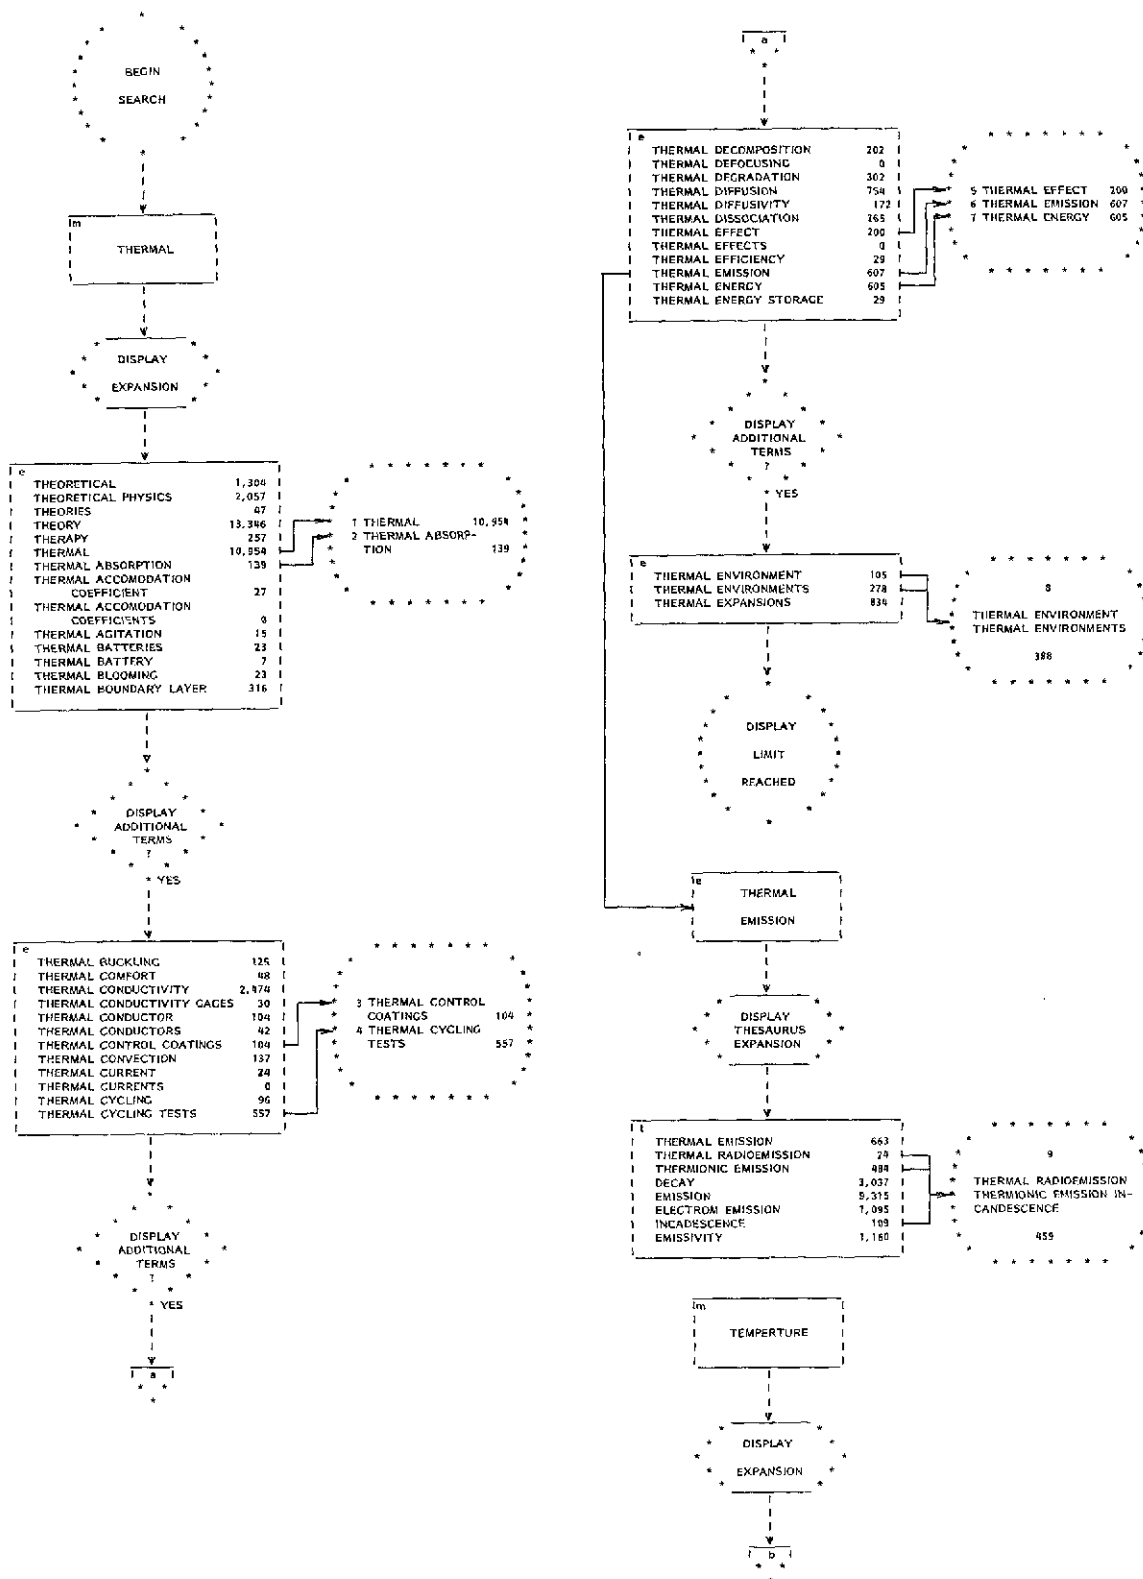 BEGIN
SEARCH
m
THERMAL
DISPLAY
EXPANSION
e
THEORETICAL 1,304
THEORETICAL PHYSICS 2,057
THEORIES 47
THEORY 13,346
THERAPY 257
THERMAL 10,954
THERMAL ABSORPTION 139
THERMAL ACCOMODATION
COEFFICIENT 27
THERMAL ACCOMODATION
COEFFICIENTS 0
THERMAL AGITATION 15
THERMAL BATTERIES 23
THERMAL BATTERY 7
THERMAL BLOOMING 23
THERMAL BOUNDARY LAYER 316
1 THERMAL 10,954
2 THERMAL ABSORP-
TION 139
DISPLAY
ADDITIONAL
TERMS
?
YES
e
THERMAL BUCKLING 125
THERMAL COMFORT 48
THERMAL CONDUCTIVITY 2,474
THERMAL CONDUCTIVITY GAGES 30
THERMAL CONDUCTOR 104
THERMAL CONDUCTORS 42
THERMAL CONTROL COATINGS 104
THERMAL CONVECTION 137
THERMAL CURRENT 24
THERMAL CURRENTS 0
THERMAL CYCLING 96
THERMAL CYCLING TESTS 557
3 THERMAL CONTROL
COATINGS 104
4 THERMAL CYCLING
TESTS 557
DISPLAY
ADDITIONAL
TERMS
?
YES
a
a
e
THERMAL DECOMPOSITION 202
THERMAL DEFOCUSING 0
THERMAL DEGRADATION 302
THERMAL DIFFUSION 754
THERMAL DIFFUSIVITY 172
THERMAL DISSOCIATION 265
THERMAL EFFECT 200
THERMAL EFFECTS 0
THERMAL EFFICIENCY 29
THERMAL EMISSION 607
THERMAL ENERGY 605
THERMAL ENERGY STORAGE 29
5 THERMAL EFFECT 200
6 THERMAL EMISSION 607
7 THERMAL ENERGY 605
DISPLAY
ADDITIONAL
TERMS
?
YES
e
THERMAL ENVIRONMENT 105
THERMAL ENVIRONMENTS 278
THERMAL EXPANSIONS 834
8
THERMAL ENVIRONMENT
THERMAL ENVIRONMENTS
388
DISPLAY
LIMIT
REACHED
e
THERMAL
EMISSION
DISPLAY
THESAURUS
EXPANSION
t
THERMAL EMISSION 663
THERMAL RADIOEMISSION 24
THERMIONIC EMISSION 484
DECAY 3,037
EMISSION 9,315
ELECTROM EMISSION 1,095
INCADESCENCE 109
EMISSIVITY 1,160
9
THERMAL RADIOEMISSION
THERMIONIC EMISSION IN-
CANDESCENCE
459
m
TEMPERTURE
DISPLAY
EXPANSION
b